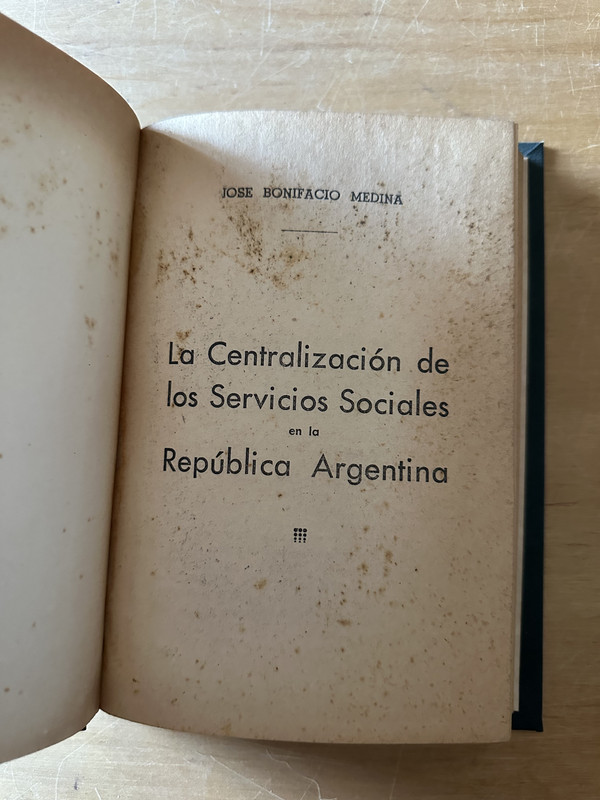 JOSE BONIFACIO MEDINA
La Centralización de
los Servicios Sociales
en la
República Argentina